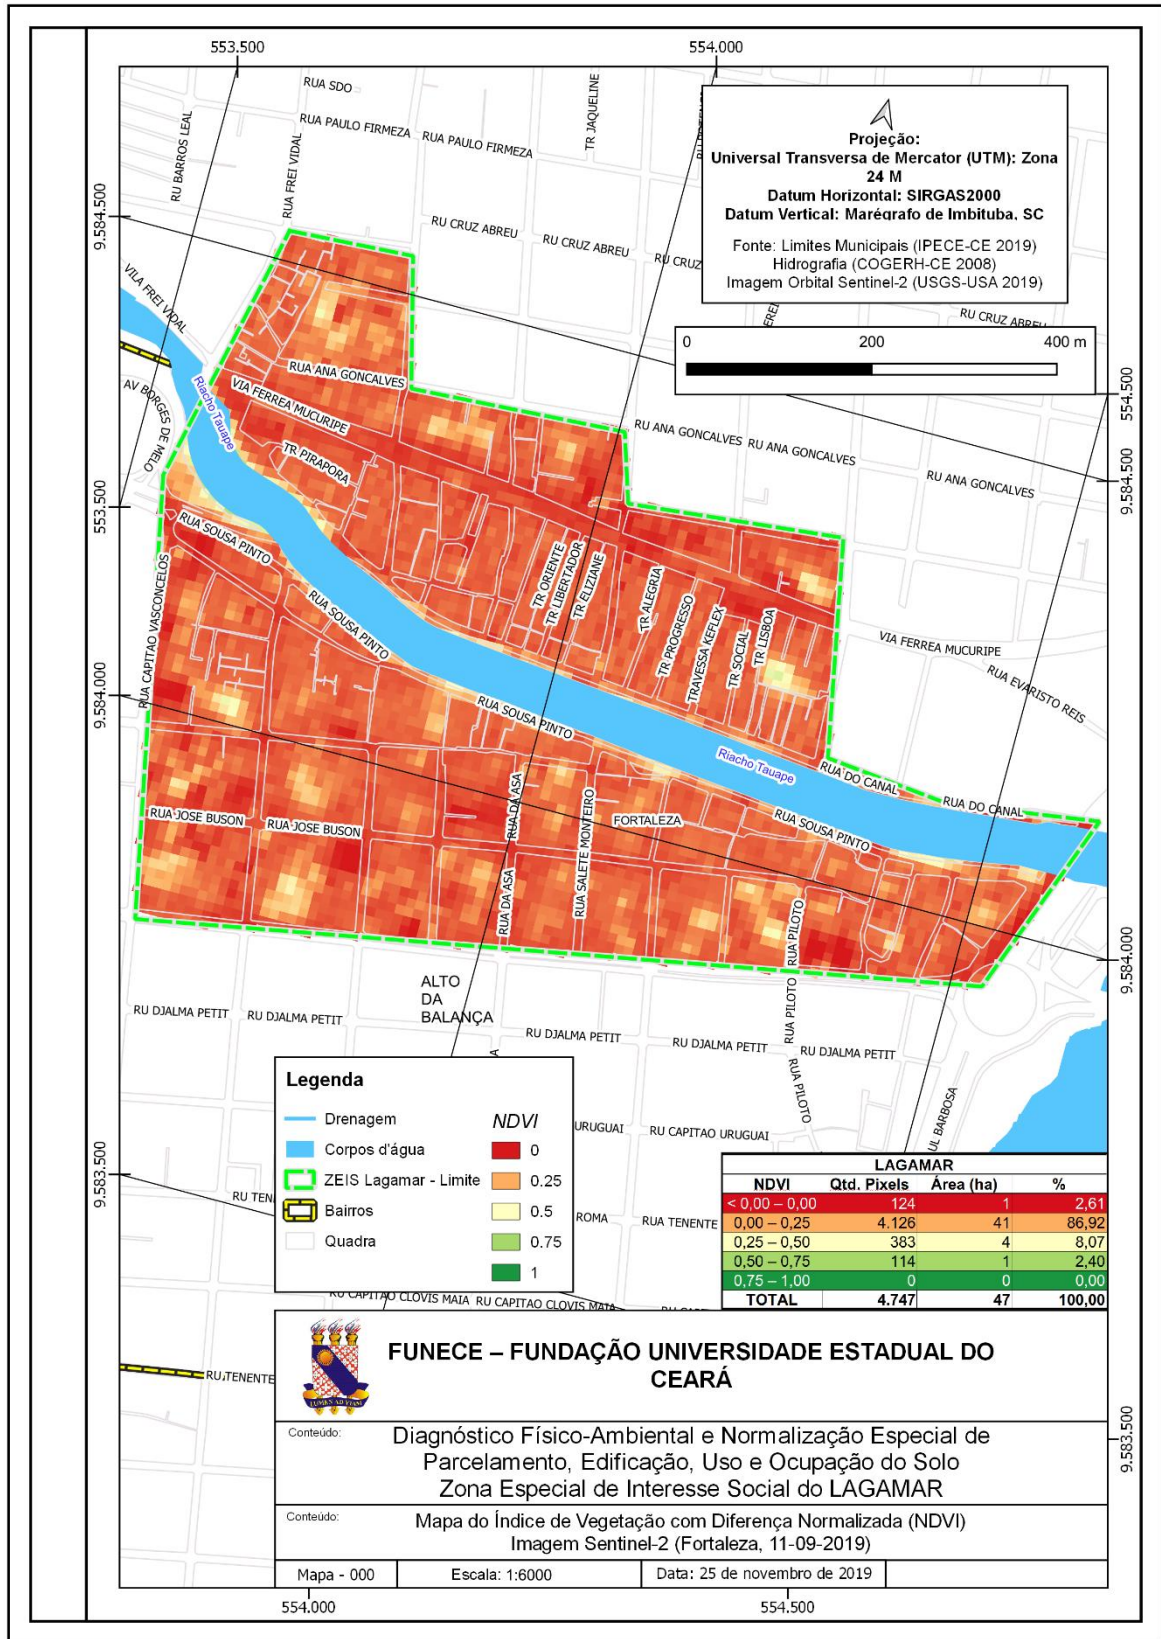 553.500
554.000
RUA SDO
RUA PAULO FIRMEZA
RUA PAULO FIRMEZA
TR JAQUELINE
RU BARROS LEAL
RUA FREI VIDAL
Projeção:
Universal Transversa de Mercator (UTM): Zona
24 M
Datum Horizontal: SIRGAS2000
Datum Vertical: Marégrafo de Imbituba, SC
Fonte: Limites Municipais (IPECE-CE 2019)
Hidrografia (COGERH-CE 2008)
Imagem Orbital Sentinel-2 (USGS-USA 2019)
9.584.500
RU CRUZ ABREU
RU CRUZ ABREU
RU CRUZ
RU CRUZ ABREU
VILA FREI VIDAL
0
200
400 m
AV BORGES DE MELO
Riacho Tauape
RUA ANA GONCALVES
VIA FERREA MUCURIPE
TR PIRAPORA
554.500
RU ANA GONCALVES
RU ANA GONCALVES
RU ANA GONCALVES
9.584.500
553.500
RUA SOUSA PINTO
RUA CAPITAO VASCONCELOS
RUA SOUSA PINTO
TR ORIENTE
TR LIBERTADOR
TR ELIZIANE
TR ALEGRIA
TR PROGRESSO
TRAVESSA KEFLEX
TR SOCIAL
TR LISBOA
VIA FERREA MUCURIPE
RUA EVARISTO REIS
9.584.000
RUA SOUSA PINTO
Riacho Tauape
RUA DO CANAL
RUA DO CANAL
RUA SOUSA PINTO
RUA JOSE BUSON
RUA JOSE BUSON
RUA DA ASA
RUA SALETE MONTEIRO
FORTALEZA
RUA DA ASA
RUA PILOTO
9.584.000
ALTO
DA
BALANÇA
RU DJALMA PETIT
RU DJALMA PETIT
RU DJALMA PETIT
RU DJALMA PETIT
RU DJALMA PETIT
RUA PILOTO
RUA PILOTO
UL BARBOSA
9.583.500
Legenda
Drenagem
Corpos d'água
ZEIS Lagamar - Limite
Bairros
Quadra
NDVI
0
0.25
0.5
0.75
1
URUGUAI
RU CAPITAO URUGUAI
RU TEN
ROMA
RUA TENENTE
LAGAMAR
NDVI Qtd. Pixels Área (ha) %
< 0,00 – 0,00 124 1 2,61
0,00 – 0,25 4.126 41 86,92
0,25 – 0,50 383 4 8,07
0,50 – 0,75 114 1 2,40
0,75 – 1,00 0 0 0,00
TOTAL 4.747 47 100,00
RU CAPITAO CLOVIS MAIA
RU CAPITAO CLOVIS MAIA
RU TENENTE
LUMEN AD VIAM
FUNECE – FUNDAÇÃO UNIVERSIDADE ESTADUAL DO
CEARÁ
Conteúdo:
Diagnóstico Físico-Ambiental e Normalização Especial de
Parcelamento, Edificação, Uso e Ocupação do Solo
Zona Especial de Interesse Social do LAGAMAR
Conteúdo:
Mapa do Índice de Vegetação com Diferença Normalizada (NDVI)
Imagem Sentinel-2 (Fortaleza, 11-09-2019)
Mapa - 000
Escala: 1:6000
Data: 25 de novembro de 2019
9.583.500
554.000
554.500